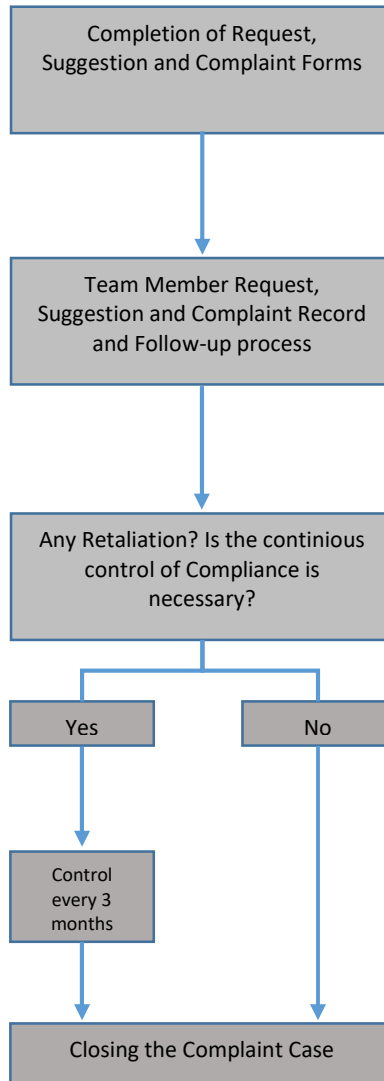 Completion of Request,
Suggestion and Complaint Forms
Team Member Request,
Suggestion and Complaint Record
and Follow-up process
Any Retaliation? Is the continious
control of Compliance is
necessary?
Yes
No
Control
every 3
months
Closing the Complaint Case